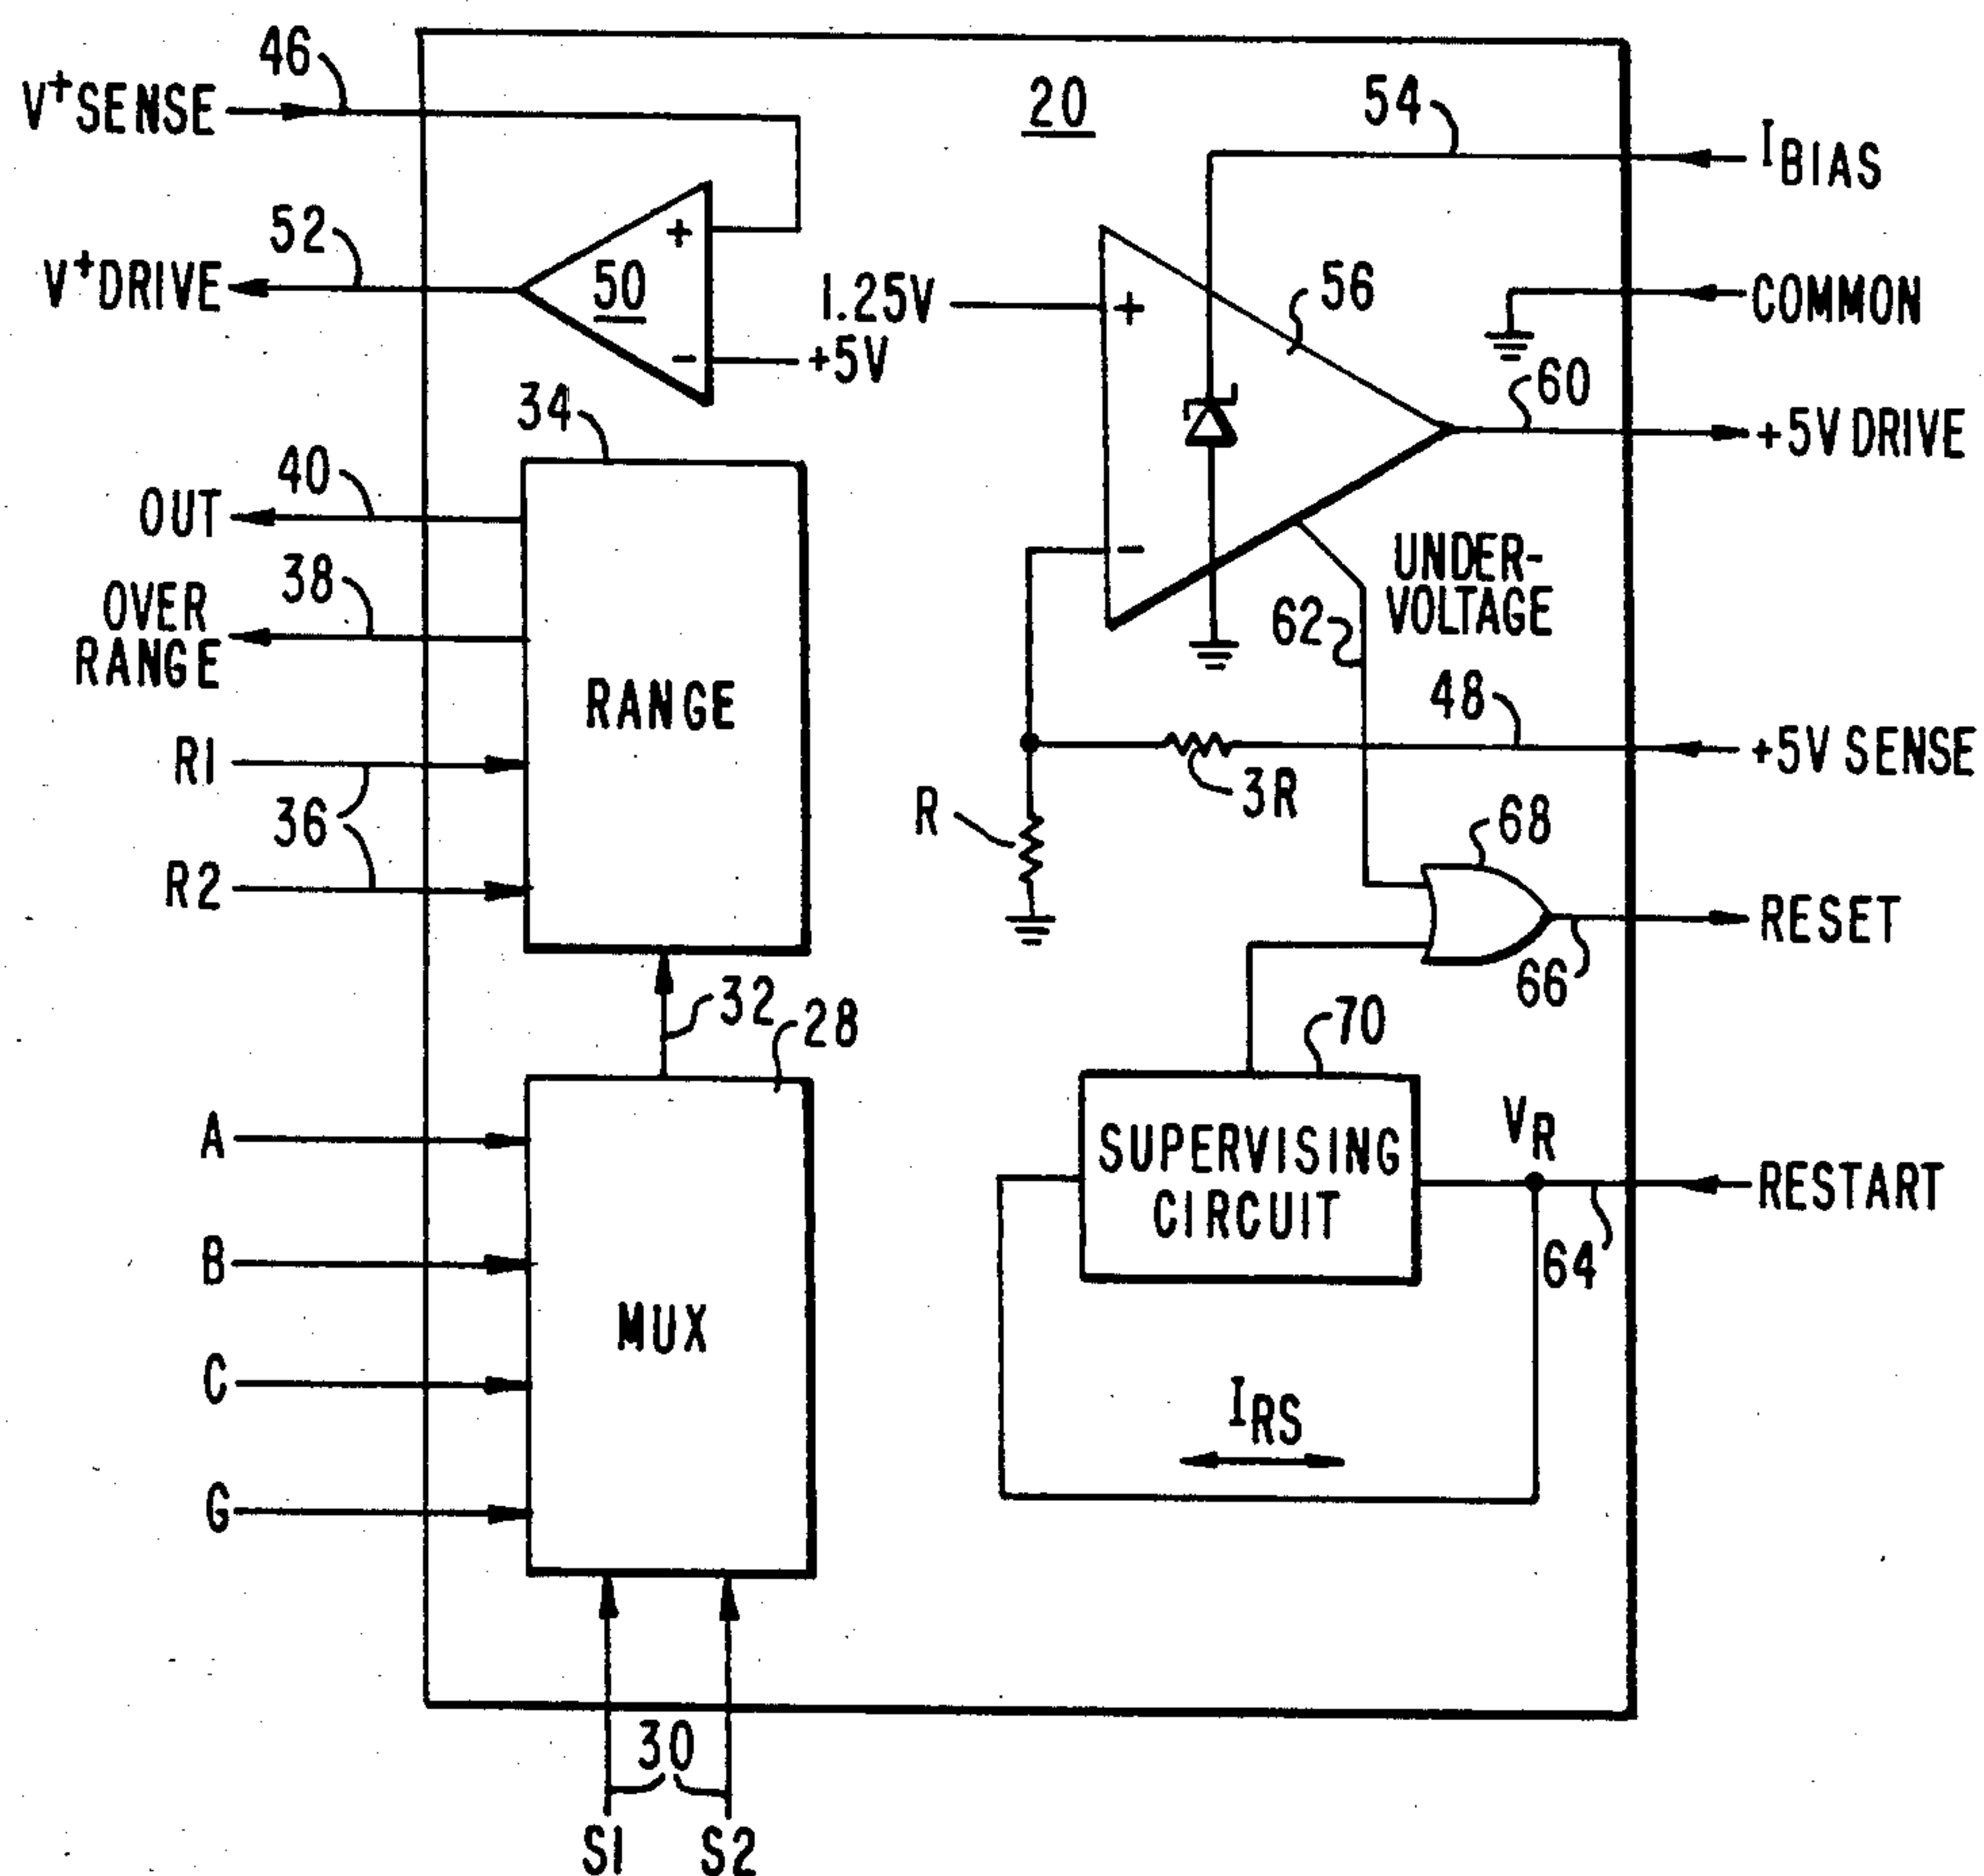 46
V+SENSE
20
54
IBIAS
52
V+DRIVE
+
50
1.25V
+
56
COMMON
-
+5V
34
60
+5V DRIVE
40
OUT
38
OVER
RANGE
-
UNDER-
VOLTAGE
62
RANGE
48
R1
+5V SENSE
3R
36
R
68
R2
RESET
66
32
28
70
A
SUPERVISING
CIRCUIT
VR
RESTART
64
B
MUX
C
IRS
G
30
S1
S2